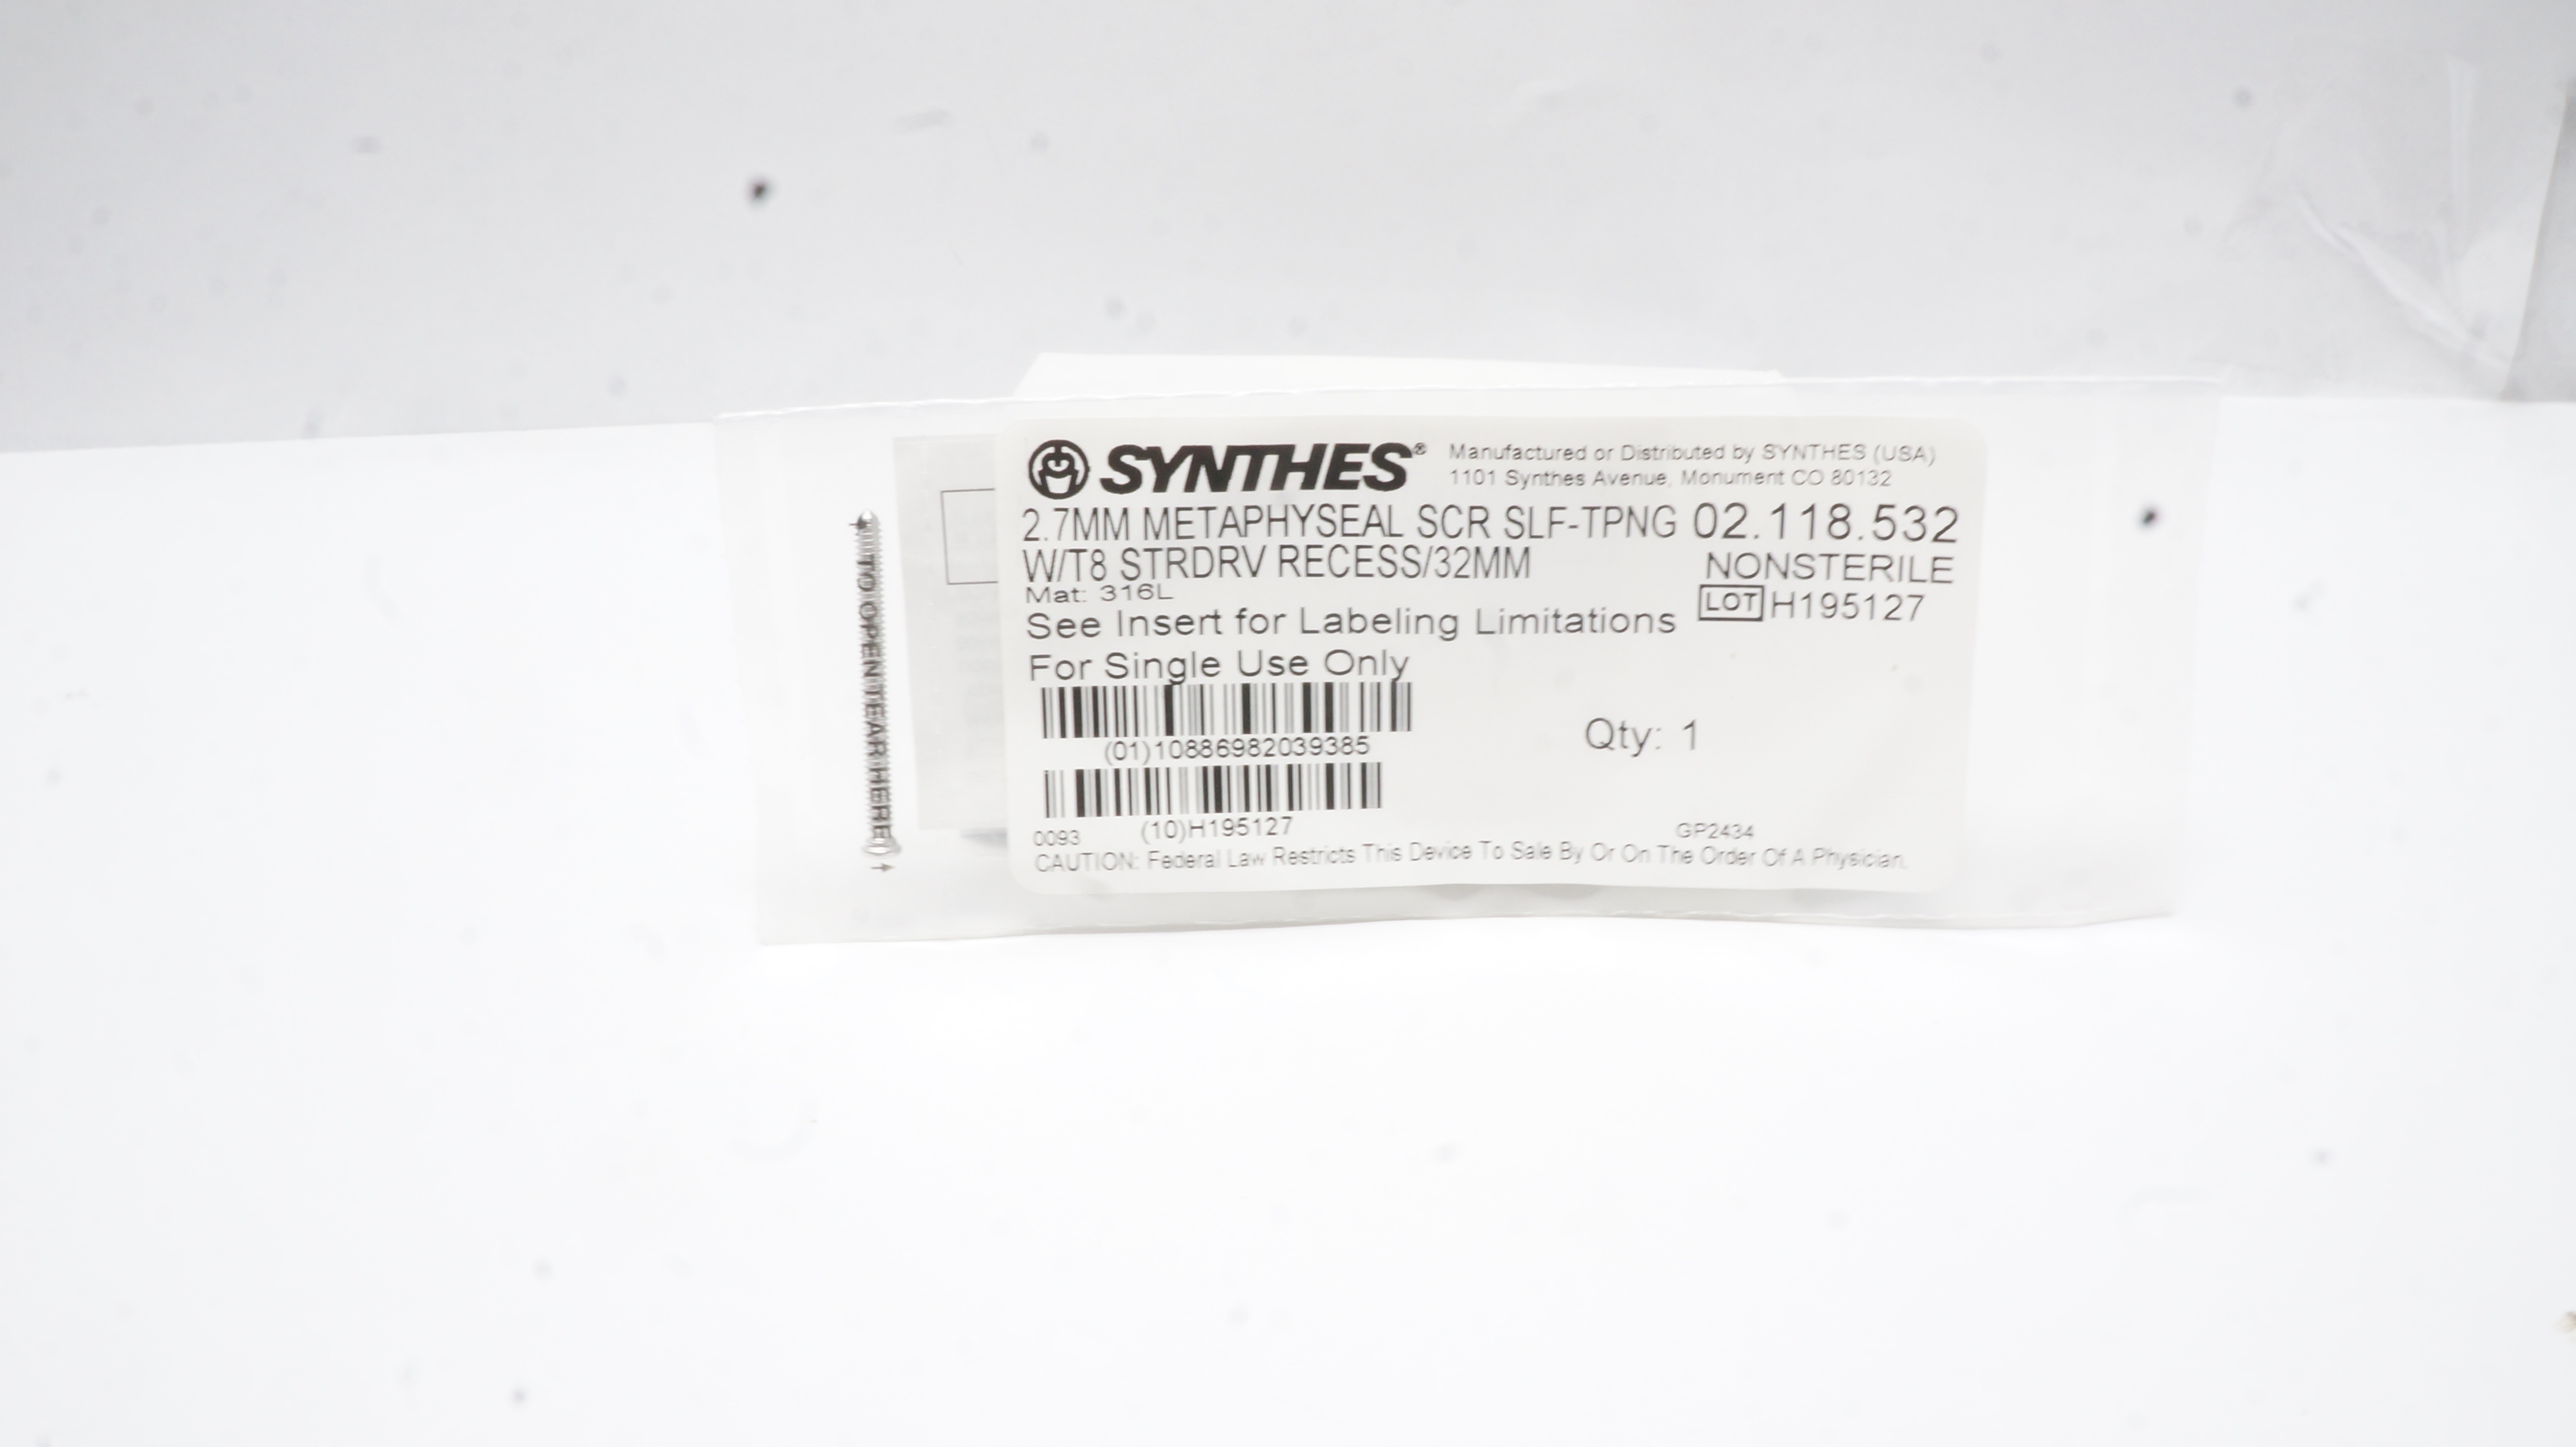 SYNTHES®
Manufactured or Distributed by SYNTHES (USA)
1101 Synthes Avenue, Monument CO 80132
2.7MM METAPHYSEAL SCR SLF-TPNG 02.118.532
W/T8 STRDRV RECESS/32MM
NONSTERILE
Mat: 316L
LOT H195127
See Insert for Labeling Limitations
For Single Use Only
(01)10886982039385
Qty: 1
(10)H195127
0093
GP2434
CAUTION: Federal Law Restricts This Device To Sale By Or On The Order Of A Physician.
TO OPEN TEAR HERE